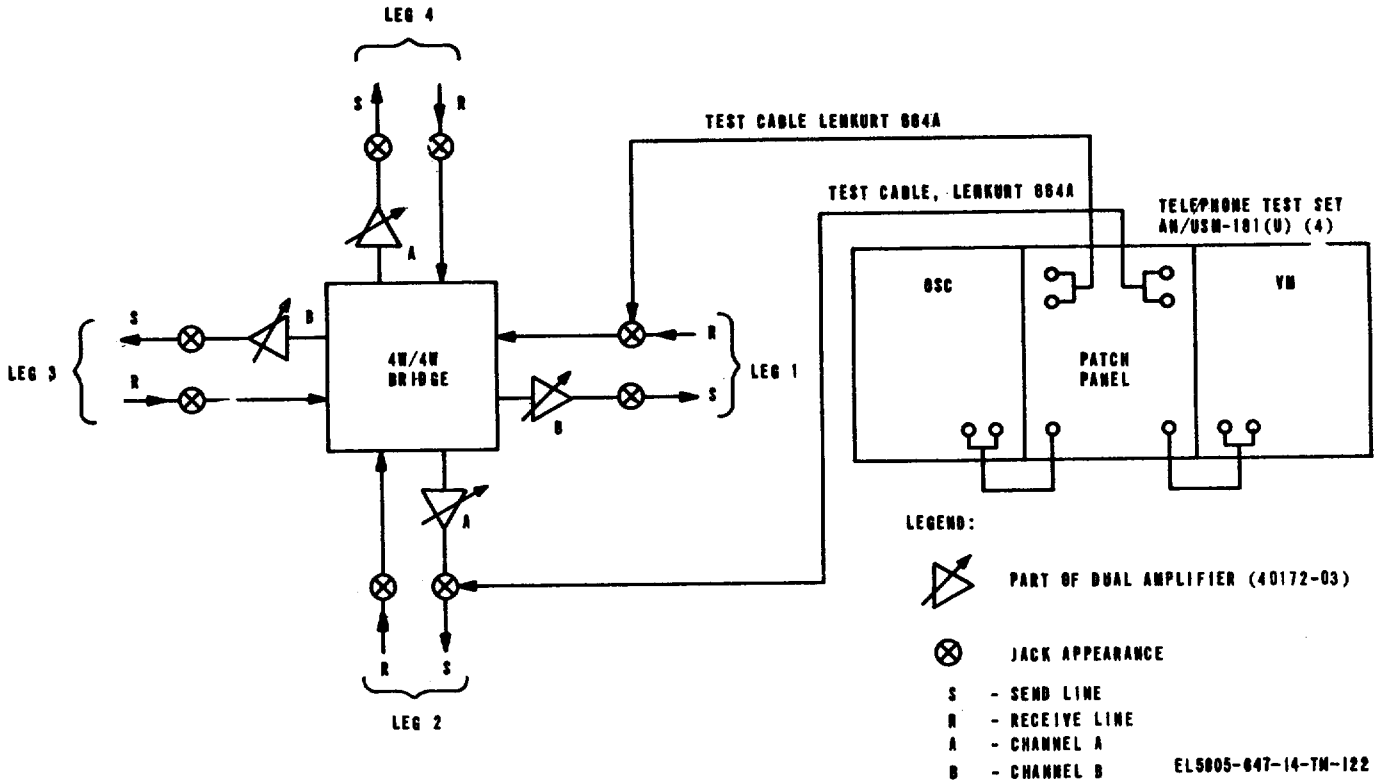 LEG 4
S
R
TEST CABLE LENKURT 664A
TEST CABLE, LENKURT 664A
TELEPHONE TEST SET
AN/USM-181(U) (4)
A
OSC
VM
S
B
4W/4W
BRIDGE
R
LEG 3
R
LEG 1
S
B
PATCH
PANEL
A
R
S
LEG 2
LEGEND:
PART OF DUAL AMPLIFIER (40172-03)
JACK APPEARANCE
S - SEND LINE
R - RECEIVE LINE
A - CHANNEL A
B - CHANNEL B
EL5805-647-14-TM-122